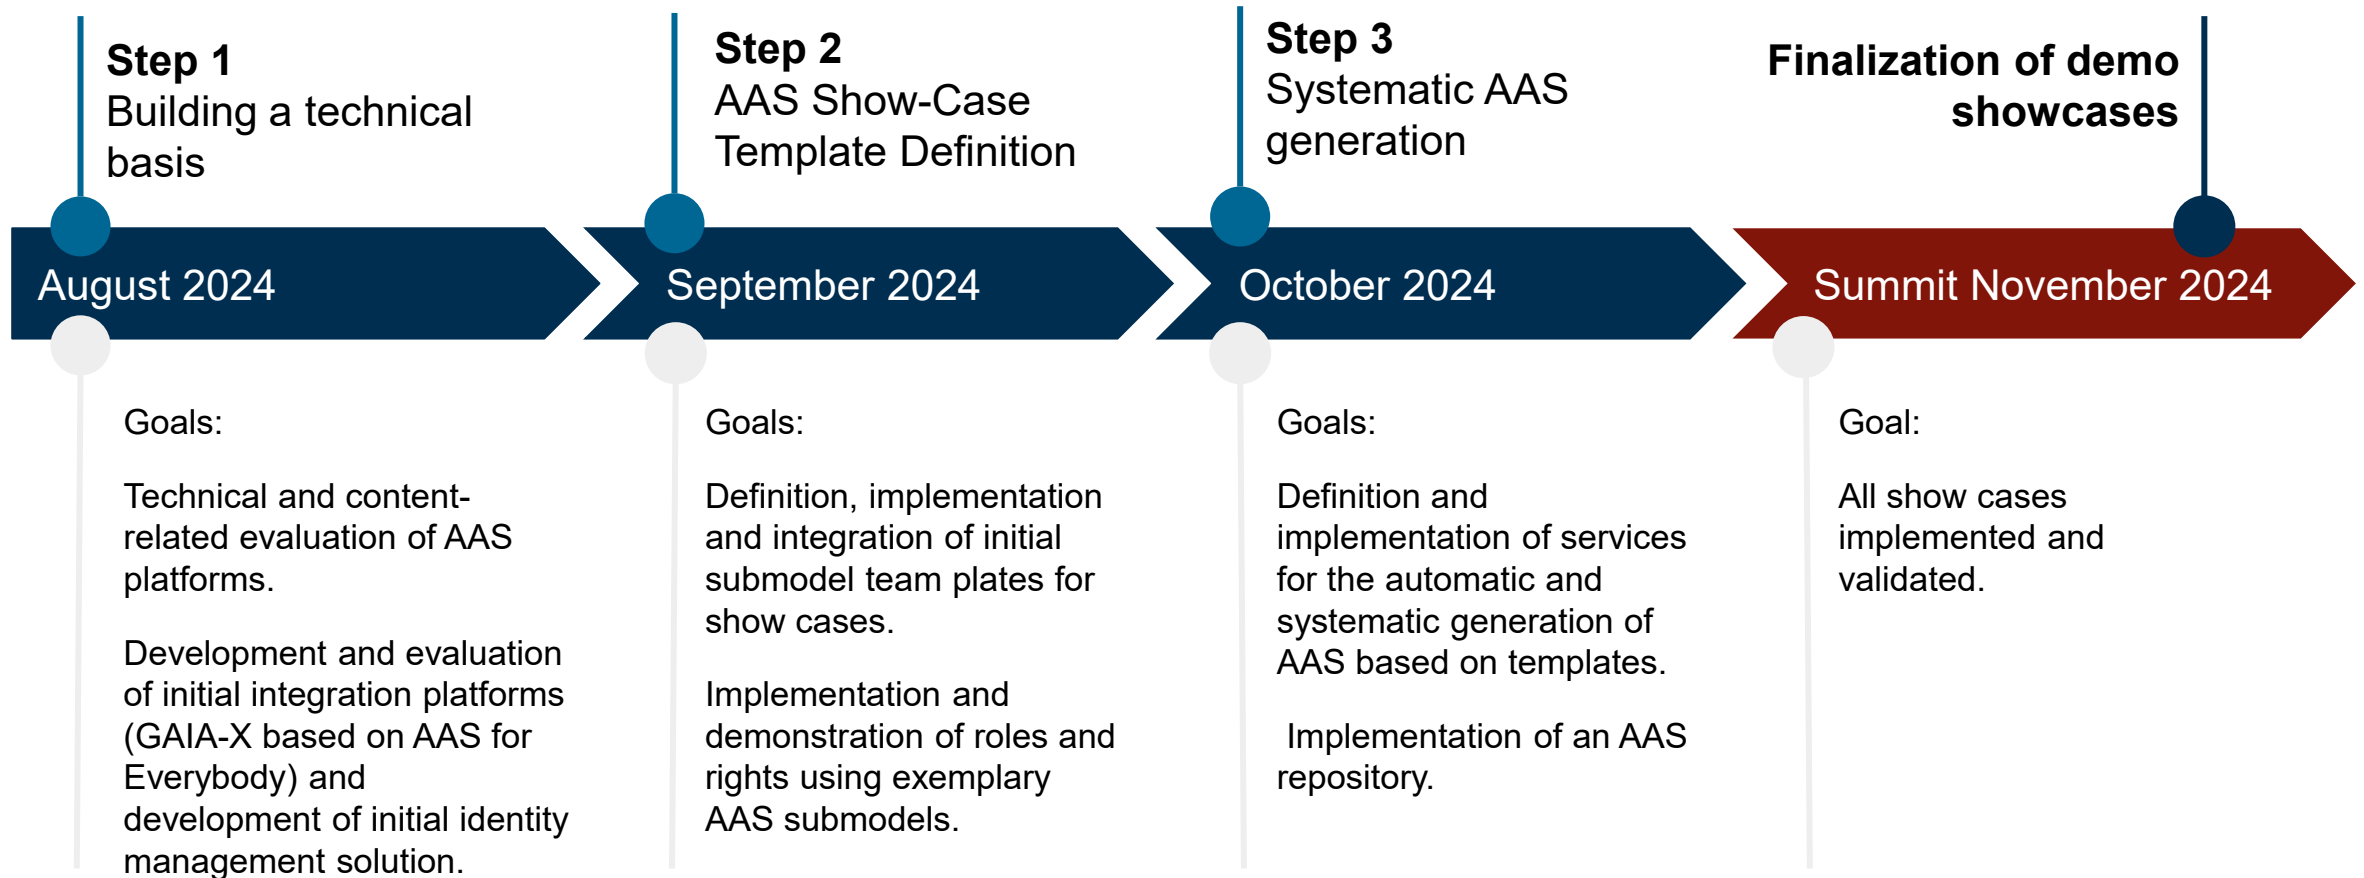 Step 1
Building a technical
basis
Step 2
AAS Show-Case
Template Definition
Step 3
Systematic AAS
generation
Finalization of demo
showcases
August 2024
September 2024
October 2024
Summit November 2024
Goals:
Technical and content-
related evaluation of AAS
platforms.
Development and evaluation
of initial integration platforms
(GAIA-X based on AAS for
Everybody) and
development of initial identity
management solution.
Goals:
Definition, implementation
and integration of initial
submodel team plates for
show cases.
Implementation and
demonstration of roles and
rights using exemplary
AAS submodels.
Goals:
Definition and
implementation of services
for the automatic and
systematic generation of
AAS based on templates.
Implementation of an AAS
repository.
Goal:
All show cases
implemented and
validated.